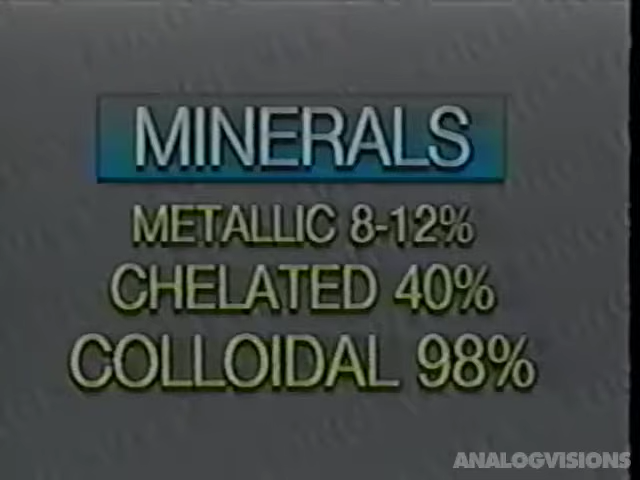 MINERALS
METALLIC 8-12%
CHELATED 40%
COLLOIDAL 98%
ANALOGVISIONS